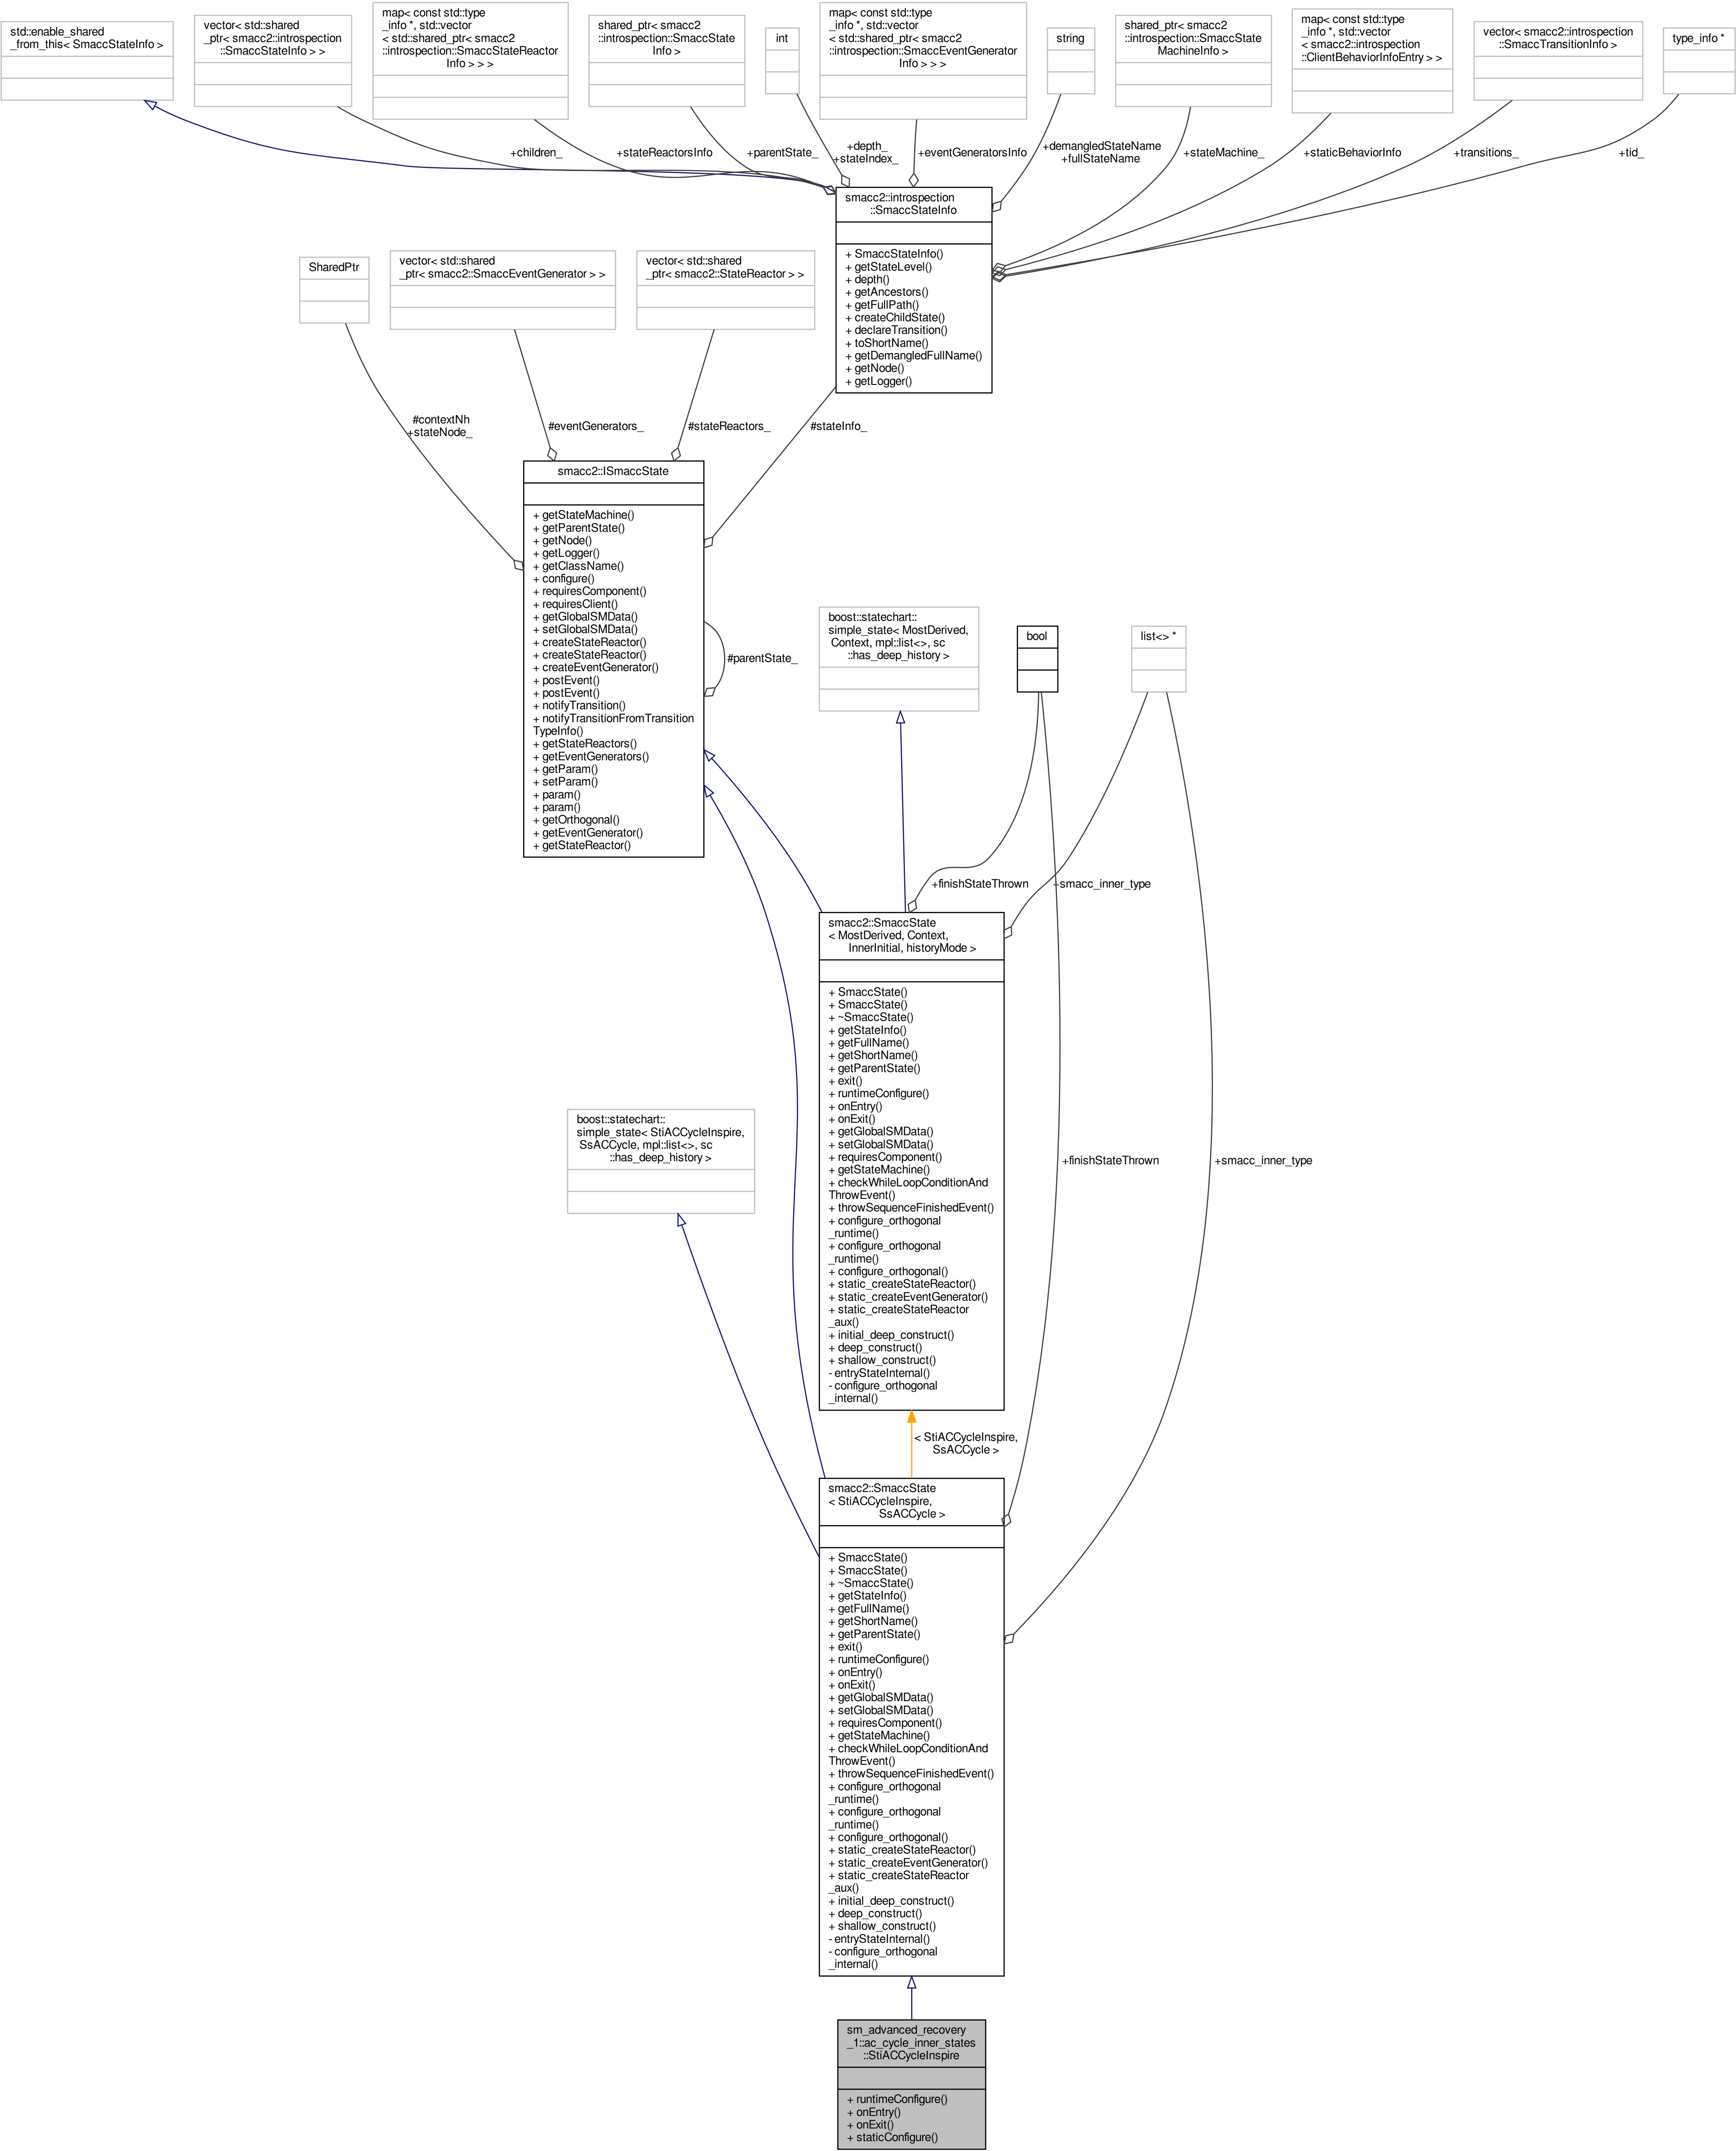 std::enable_shared
_from_this< SmaccStateInfo >
vector< std::shared
_ptr< smacc2::introspection
::SmaccStateInfo > >
map< const std::type
_info *, std::vector
< std::shared_ptr< smacc2
::introspection::SmaccStateReactor
Info > > >
shared_ptr< smacc2
::introspection::SmaccState
Info >
int
map< const std::type
_info *, std::vector
< std::shared_ptr< smacc2
::introspection::SmaccEventGenerator
Info > > >
string
shared_ptr< smacc2
::introspection::SmaccState
MachineInfo >
map< const std::type
_info *, std::vector
< smacc2::introspection
::ClientBehaviorInfoEntry > >
vector< smacc2::introspection
::SmaccTransitionInfo >
type_info *
+children_
+stateReactorsInfo
+parentState_
+depth_
+stateIndex_
+eventGeneratorsInfo
+demangledStateName
+fullStateName
+stateMachine_
+staticBehaviorInfo
+transitions_
+tid_
smacc2::introspection
::SmaccStateInfo
+ SmaccStateInfo()
+ getStateLevel()
+ depth()
+ getAncestors()
+ getFullPath()
+ createChildState()
+ declareTransition()
+ toShortName()
+ getDemangledFullName()
+ getNode()
+ getLogger()
SharedPtr
vector< std::shared
_ptr< smacc2::SmaccEventGenerator > >
vector< std::shared
_ptr< smacc2::StateReactor > >
#contextNh
+stateNode_
#eventGenerators_
#stateReactors_
#stateInfo_
smacc2::ISmaccState
+ getStateMachine()
+ getParentState()
+ getNode()
+ getLogger()
+ getClassName()
+ configure()
+ requiresComponent()
+ requiresClient()
+ getGlobalSMData()
+ setGlobalSMData()
+ createStateReactor()
+ createStateReactor()
+ createEventGenerator()
+ postEvent()
+ postEvent()
+ notifyTransition()
+ notifyTransitionFromTransition
TypeInfo()
+ getStateReactors()
+ getEventGenerators()
+ getParam()
+ setParam()
+ param()
+ param()
+ getOrthogonal()
+ getEventGenerator()
+ getStateReactor()
#parentState_
boost::statechart::
simple_state< MostDerived,
Context, mpl::list<>, sc
::has_deep_history >
bool
list<> *
+finishStateThrown
+smacc_inner_type
smacc2::SmaccState
< MostDerived, Context,
InnerInitial, historyMode >
+ SmaccState()
+ SmaccState()
+ ~SmaccState()
+ getStateInfo()
+ getFullName()
+ getShortName()
+ getParentState()
+ exit()
+ runtimeConfigure()
+ onEntry()
+ onExit()
+ getGlobalSMData()
+ setGlobalSMData()
+ requiresComponent()
+ getStateMachine()
+ checkWhileLoopConditionAnd
ThrowEvent()
+ throwSequenceFinishedEvent()
+ configure_orthogonal
_runtime()
+ configure_orthogonal
_runtime()
+ configure_orthogonal()
+ static_createStateReactor()
+ static_createEventGenerator()
+ static_createStateReactor
_aux()
+ initial_deep_construct()
+ deep_construct()
+ shallow_construct()
- entryStateInternal()
- configure_orthogonal
_internal()
boost::statechart::
simple_state< StiACCycleInspire,
SsACCycle, mpl::list<>, sc
::has_deep_history >
+finishStateThrown
+smacc_inner_type
< StiACCycleInspire,
SsACCycle >
smacc2::SmaccState
< StiACCycleInspire,
SsACCycle >
+ SmaccState()
+ SmaccState()
+ ~SmaccState()
+ getStateInfo()
+ getFullName()
+ getShortName()
+ getParentState()
+ exit()
+ runtimeConfigure()
+ onEntry()
+ onExit()
+ getGlobalSMData()
+ setGlobalSMData()
+ requiresComponent()
+ getStateMachine()
+ checkWhileLoopConditionAnd
ThrowEvent()
+ throwSequenceFinishedEvent()
+ configure_orthogonal
_runtime()
+ configure_orthogonal
_runtime()
+ configure_orthogonal()
+ static_createStateReactor()
+ static_createEventGenerator()
+ static_createStateReactor
_aux()
+ initial_deep_construct()
+ deep_construct()
+ shallow_construct()
- entryStateInternal()
- configure_orthogonal
_internal()
sm_advanced_recovery
_1::ac_cycle_inner_states
::StiACCycleInspire
+ runtimeConfigure()
+ onEntry()
+ onExit()
+ staticConfigure()